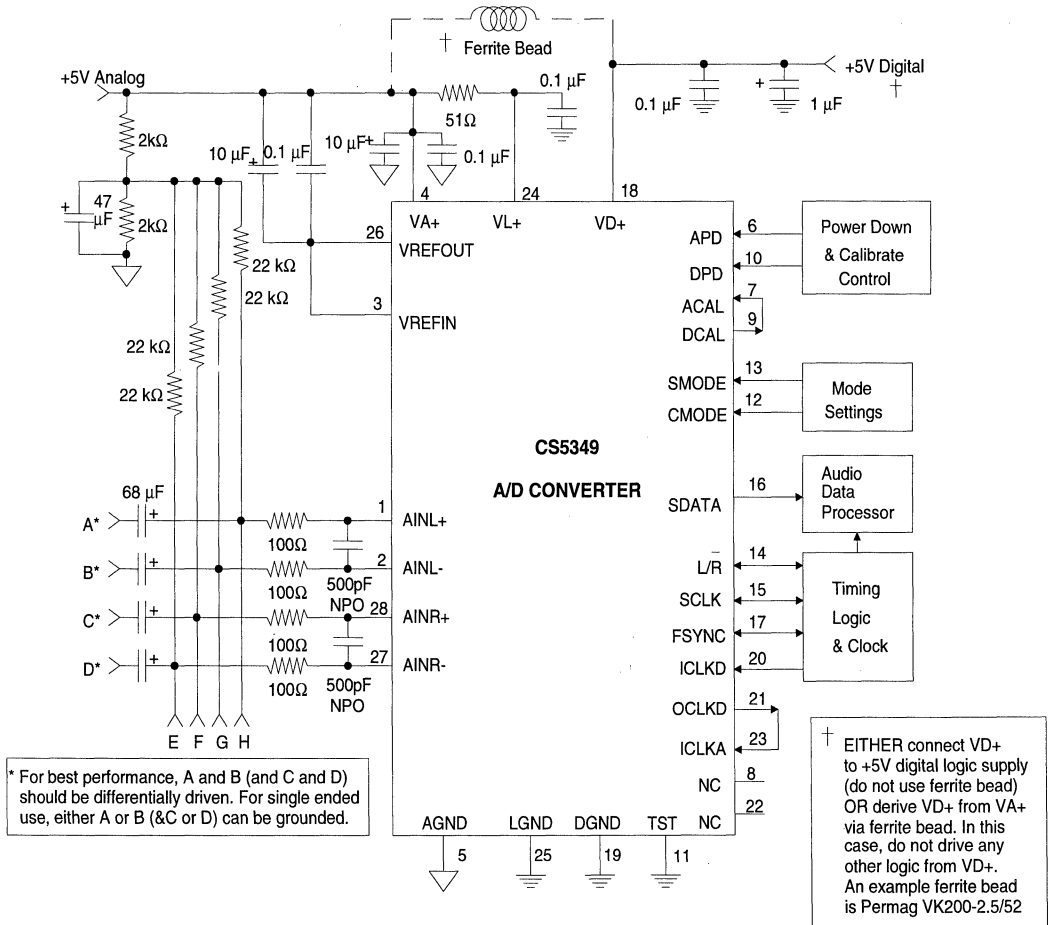 †
Ferrite Bead
+5V Analog
+5V Digital
†
0.1 µF
0.1 µF
+
1 µF
51Ω
2kΩ
10 µF
+
0.1 µF
10 µF
+
0.1 µF
+
47
µF
2kΩ
4
24
18
VA+
VL+
VD+
26
VREFOUT
3
VREFIN
22 kΩ
22 kΩ
22 kΩ
22 kΩ
APD
6
DPD
10
ACAL
7
DCAL
9
Power Down
& Calibrate
Control
SMODE
13
CMODE
12
Mode
Settings
CS5349
A/D CONVERTER
SDATA
16
Audio
Data
Processor
68 µF
A*
+
100Ω
1
AINL+
B*
+
100Ω
2
AINL-
500pF
NPO
C*
+
100Ω
28
AINR+
D*
+
100Ω
27
AINR-
500pF
NPO
L/R̅
14
SCLK
15
FSYNC
17
ICLKD
20
Timing
Logic
& Clock
OCLKD
21
ICLKA
23
NC
8
NC
22
E F G H
AGND
LGND
DGND
TST
5
25
19
11
* For best performance, A and B (and C and D)
should be differentially driven. For single ended
use, either A or B (&C or D) can be grounded.
† EITHER connect VD+
to +5V digital logic supply
(do not use ferrite bead)
OR derive VD+ from VA+
via ferrite bead. In this
case, do not drive any
other logic from VD+.
An example ferrite bead
is Permag VK200-2.5/52